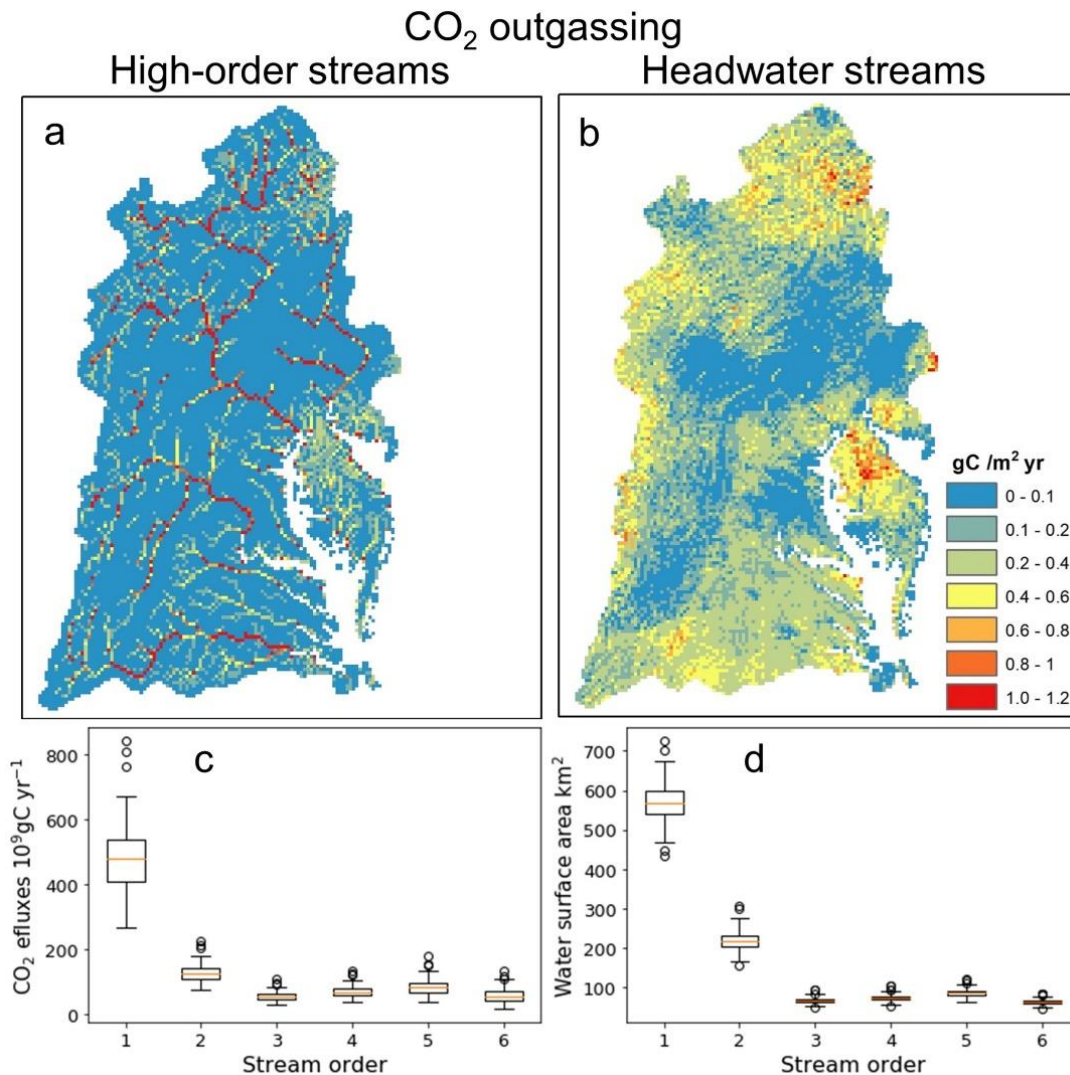 CO₂ outgassing
High-order streams
Headwater streams
a
b
gC /m² yr
0 - 0.1
0.1 - 0.2
0.2 - 0.4
0.4 - 0.6
0.6 - 0.8
0.8 - 1
1.0 - 1.2
c
CO₂ efluxes 10⁹gC yr⁻¹
800
600
400
200
0
1 2 3 4 5 6
Stream order
d
Water surface area km²
700
600
500
400
300
200
100
1 2 3 4 5 6
Stream order